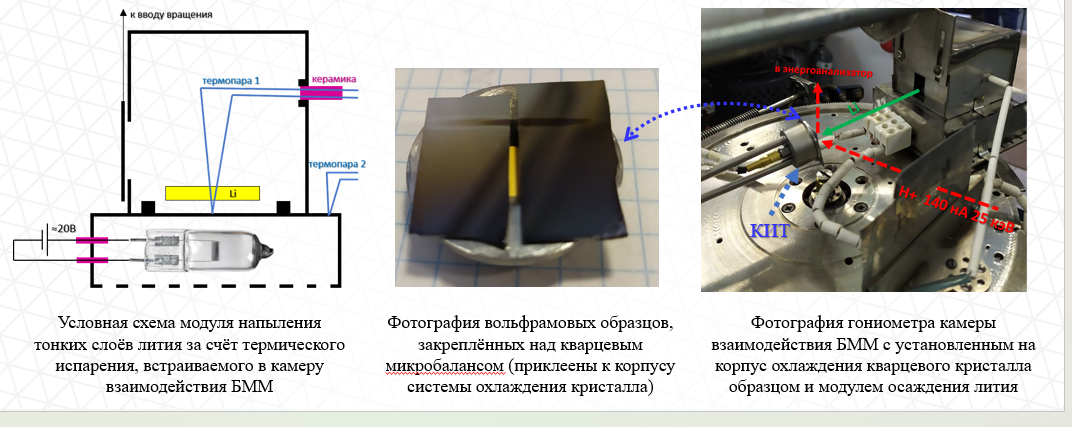 к вводу вращения
термопара 1
керамика
термопара 2
Li
≈20В
в энергоанализатор
Li
H+ 240 нА 25 кэВ
КИТ
Условная схема модуля напыления
тонких слоёв лития за счёт термического
испарения, встраиваемого в камеру
взаимодействия БММ
Фотография вольфрамовых образцов,
закреплённых над кварцевым
микробалансом (приклеены к корпусу
системы охлаждения кристалла)
Фотография гониометра камеры
взаимодействия БММ с установленным на
корпус охлаждения кварцевого кристалла
образцом и модулем осаждения лития